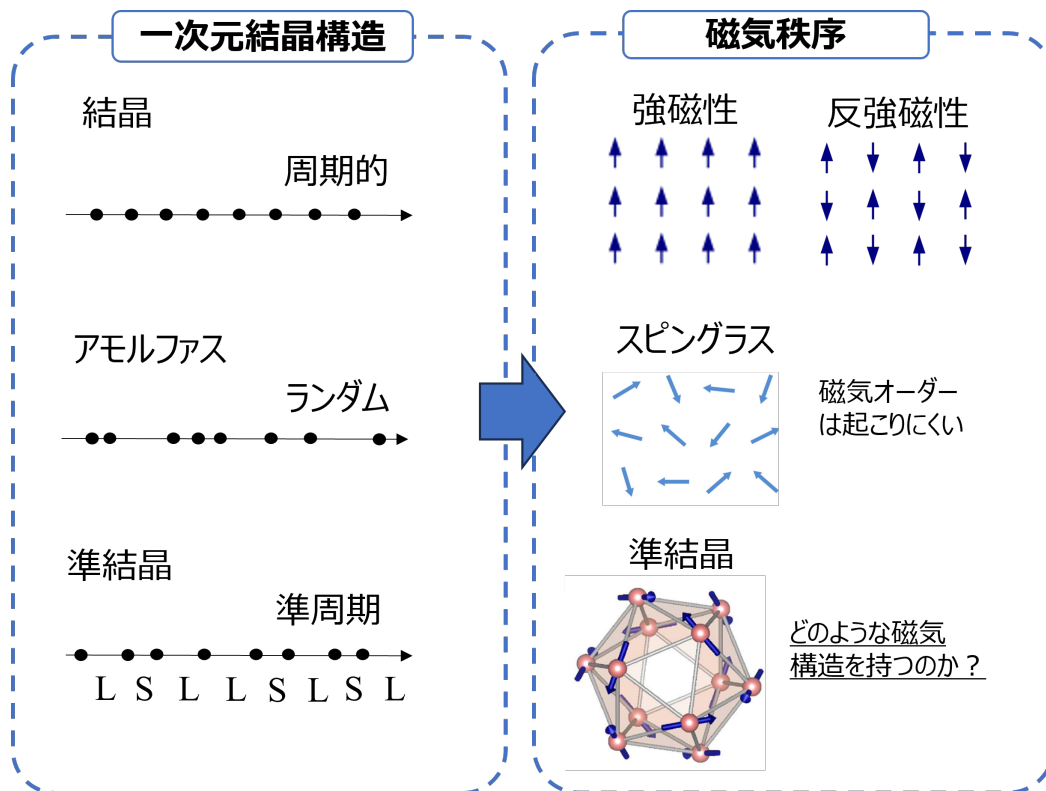 一次元結晶構造
結晶
周期的
アモルファス
ランダム
準結晶
準周期
L S L L S L S L
磁気秩序
強磁性
反強磁性
スピングラス
磁気オーダー
は起こりにくい
準結晶
どのような磁気
構造を持つのか？